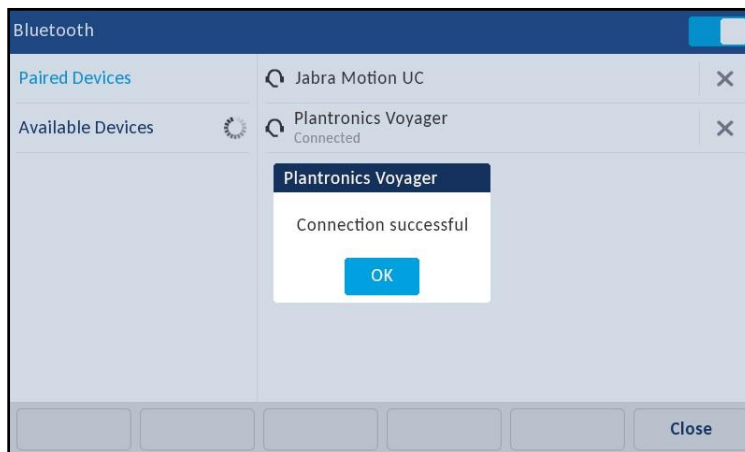 Bluetooth
Paired Devices
Available Devices
Jabra Motion UC
Plantronics Voyager
Connected
Plantronics Voyager
Connection successful
OK
Close